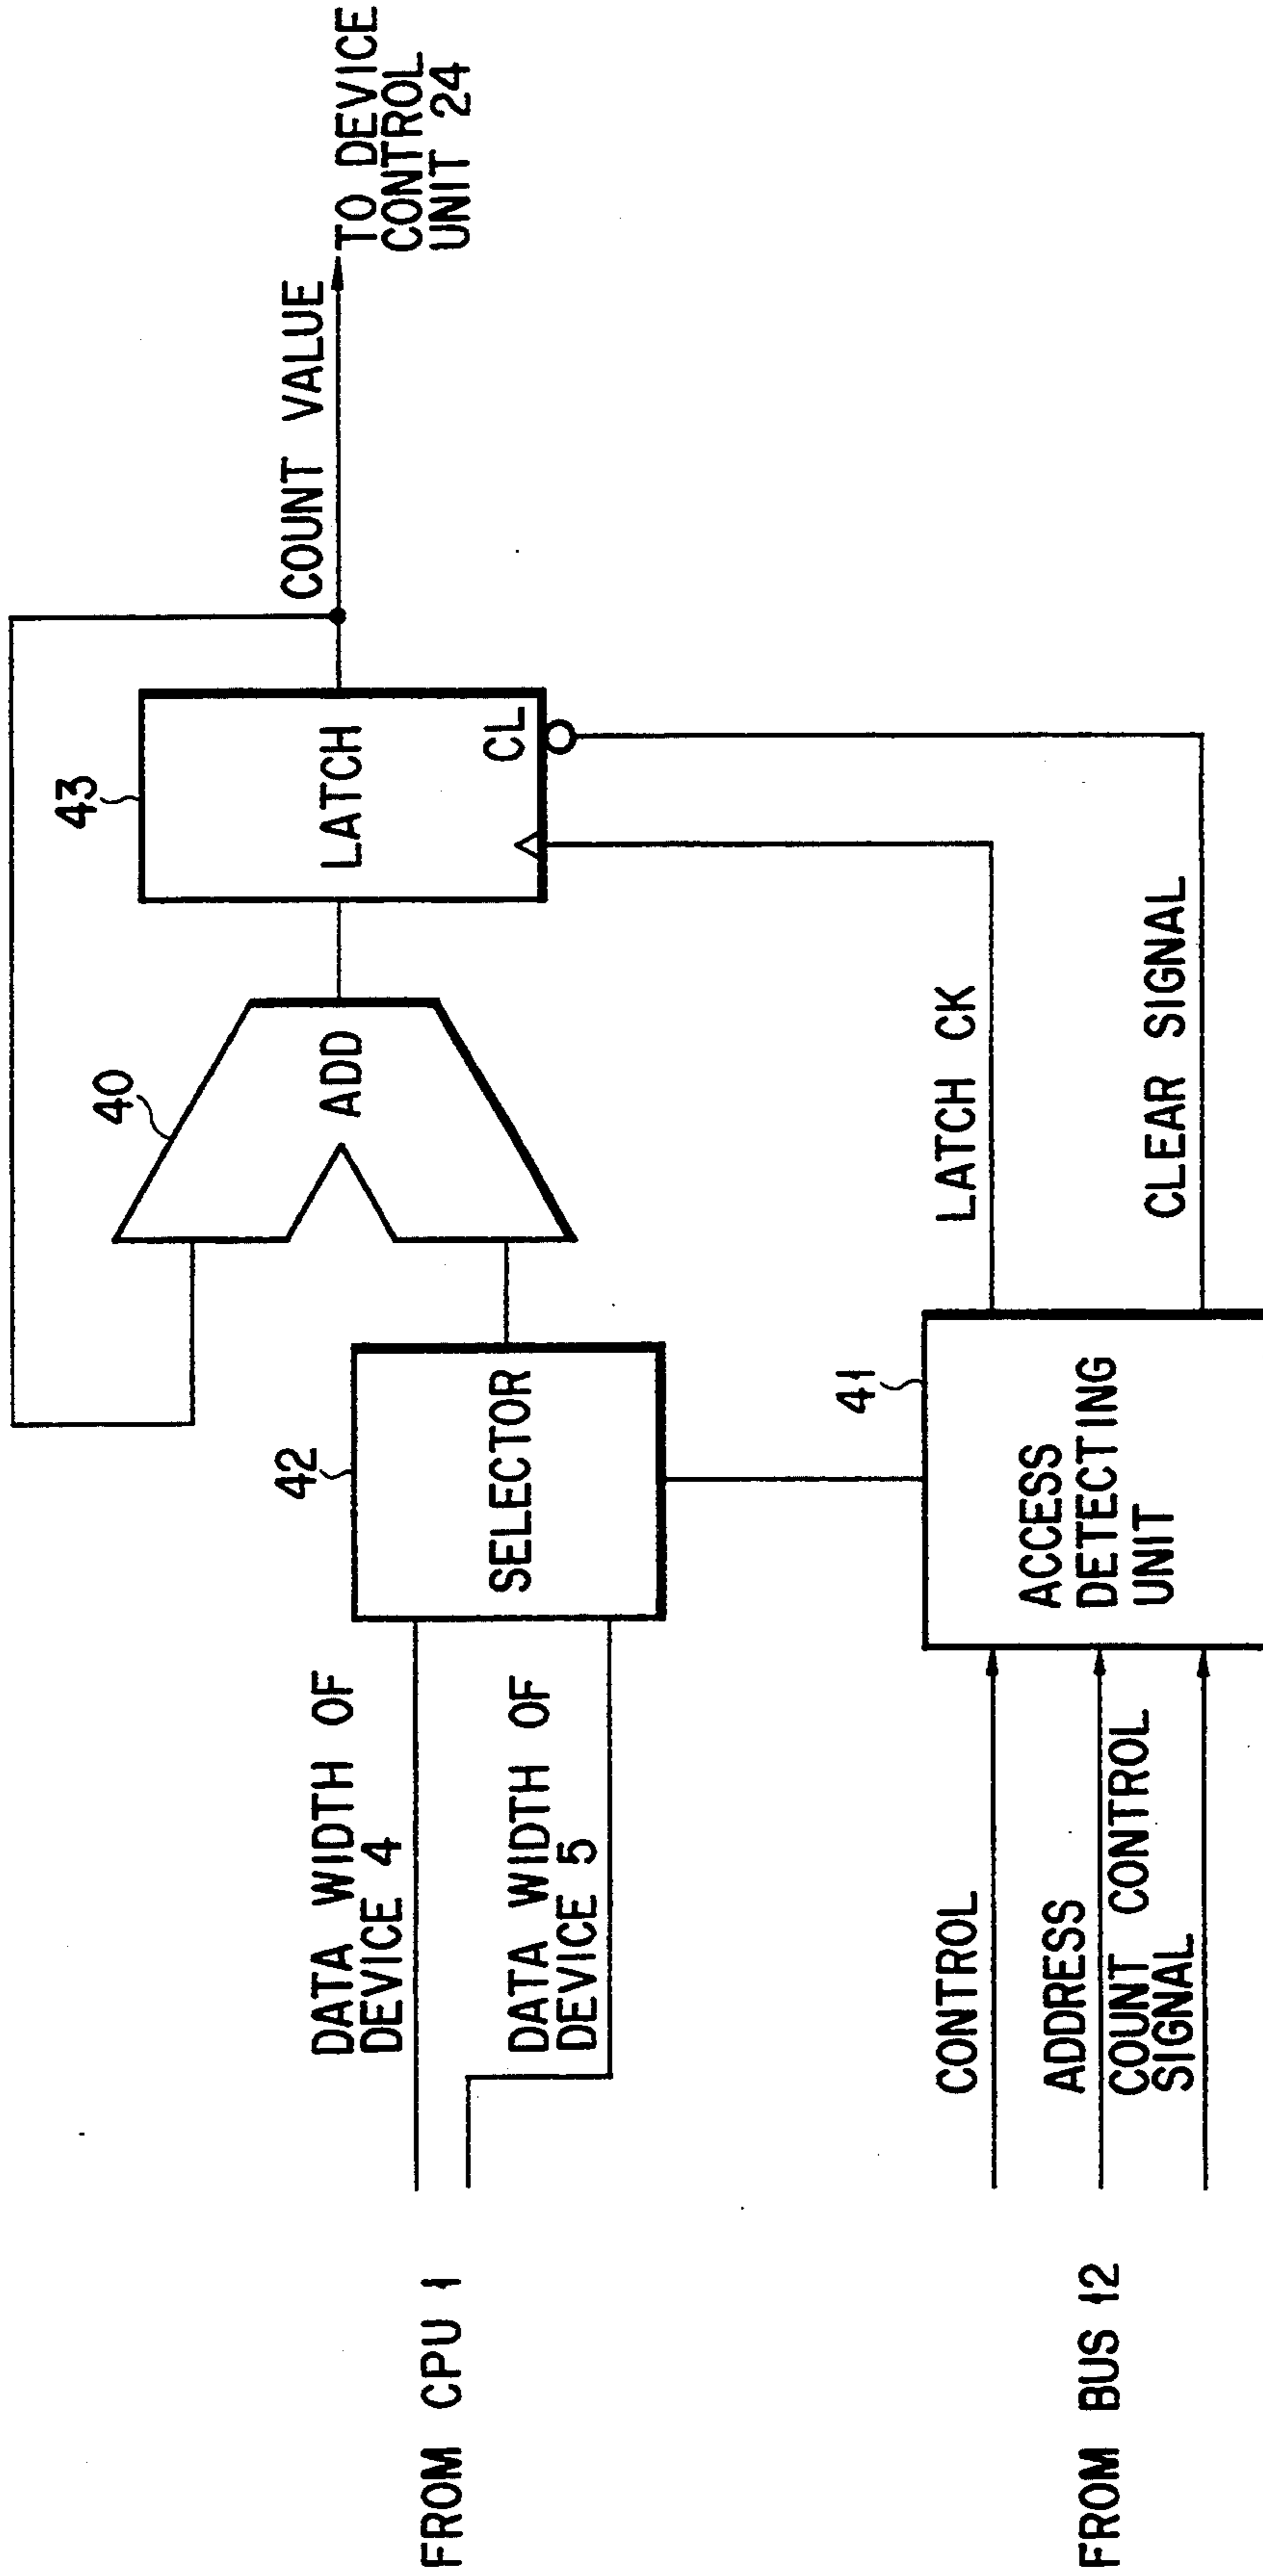 FROM CPU 1
DATA WIDTH OF
DEVICE 4
DATA WIDTH OF
DEVICE 5
42
SELECTOR
40
ADD
43
LATCH
CL
COUNT VALUE
TO DEVICE
CONTROL
UNIT 24
FROM BUS 12
CONTROL
ADDRESS
COUNT CONTROL
SIGNAL
41
ACCESS
DETECTING
UNIT
LATCH CK
CLEAR SIGNAL